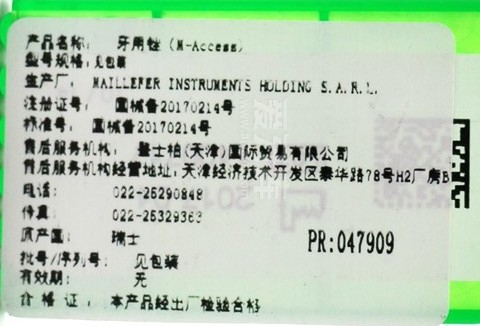 产品名称: 牙用锉 (M-Access)
型号规格:见包装
生产厂: MAILLEFER INSTRUMENTS HOLDING S.A.R.L.
注册证号: 国械备20170214号
标准号: 国械备20170214号
售后服务机构: 登士柏(天津)国际贸易有限公司
售后服务机构经营地址:天津经济技术开发区泰华路78号H2厂房B
电话: 022-25290848
传真: 022-25329363
原产国: 瑞士
PR:047909
批号/序列号: 见包装
有效期: 无
合格证: 本产品经出厂检验合格